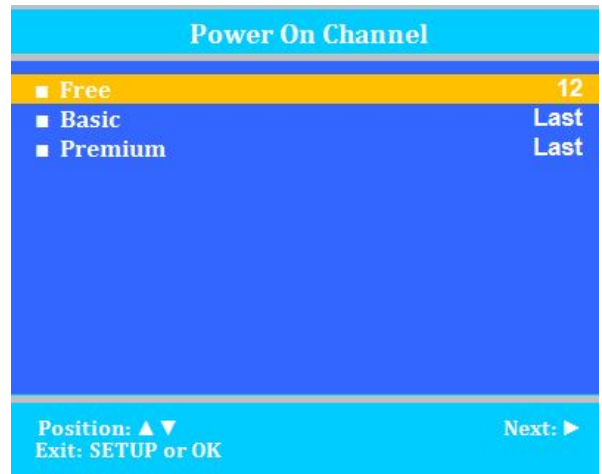 Power On Channel
■ Free 12
■ Basic Last
■ Premium Last
Position: ▲ ▼ Next: ►
Exit: SETUP or OK